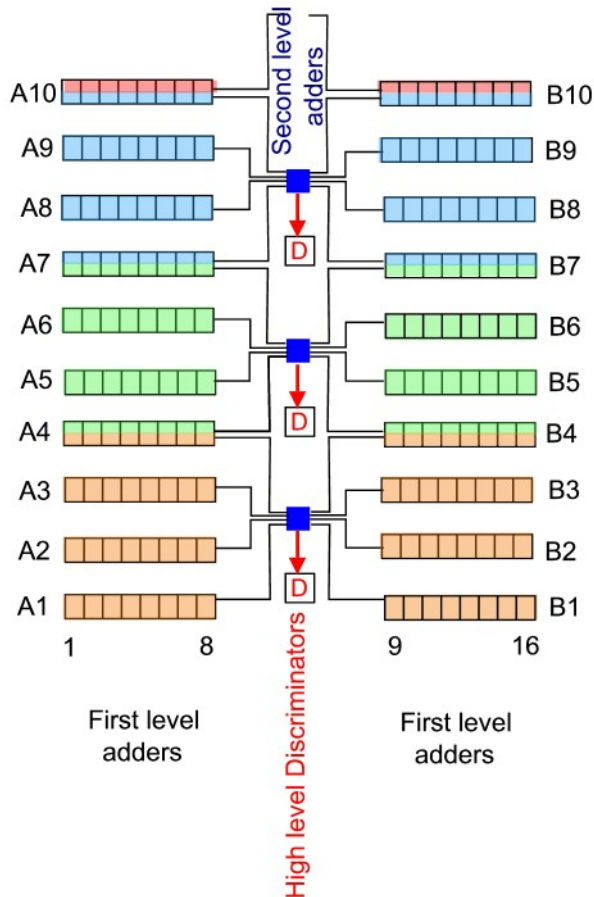 Second level
adders
A10
B10
A9
B9
A8
B8
D
A7
B7
A6
B6
A5
B5
D
A4
B4
A3
B3
A2
B2
D
A1
B1
1
8
9
16
High level Discriminators
First level
adders
First level
adders